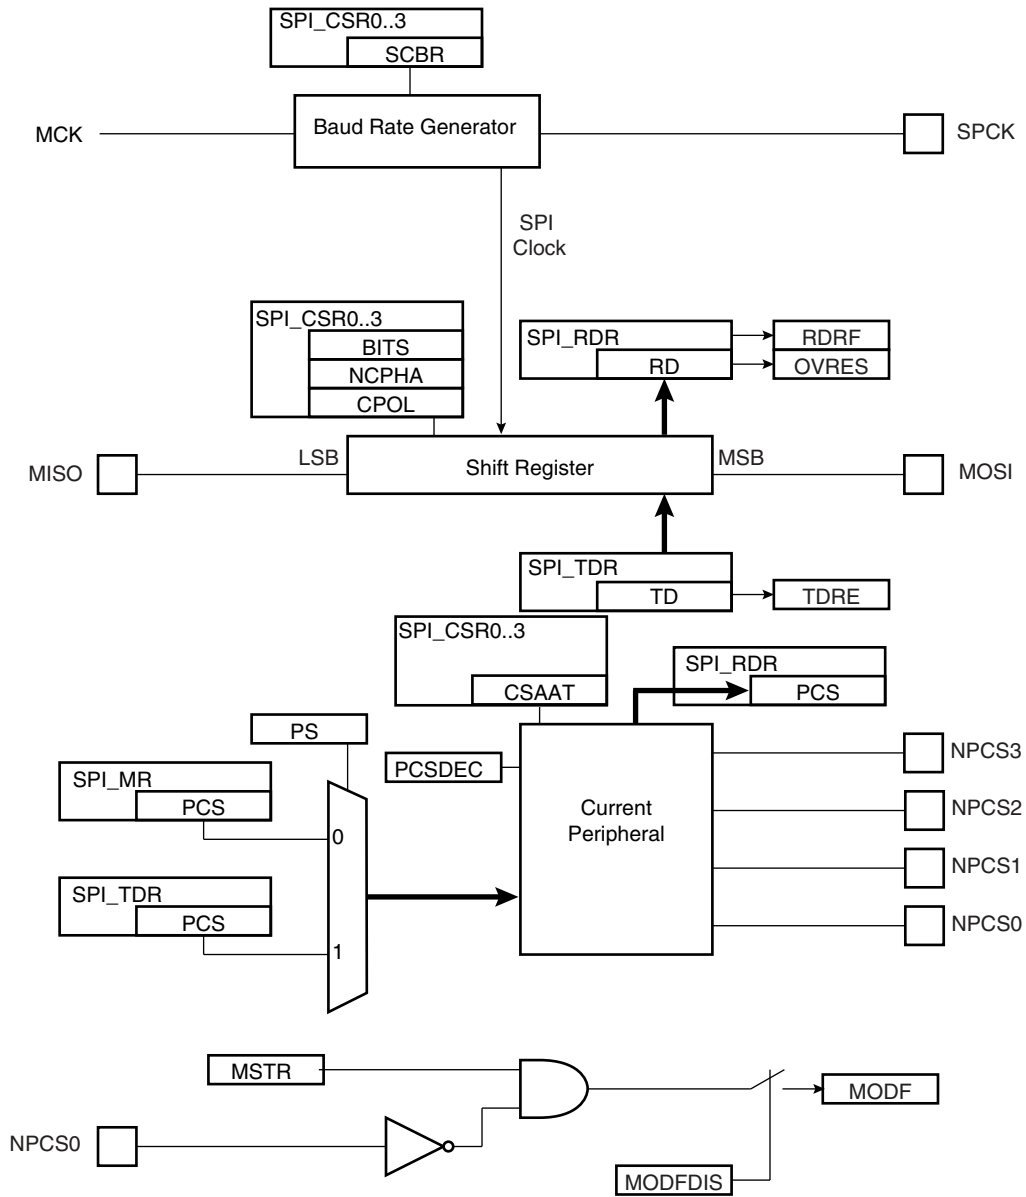 SPI_CSR0..3
SCBR
MCK
Baud Rate Generator
SPCK
SPI
Clock
SPI_CSR0..3
BITS
NCPHA
CPOL
SPI_RDR
RD
RDRF
OVRES
MISO
LSB
Shift Register
MSB
MOSI
SPI_TDR
TD
TDRE
SPI_CSR0..3
CSAAT
SPI_RDR
PCS
PS
PCSDEC
Current
Peripheral
NPCS3
NPCS2
NPCS1
NPCS0
SPI_MR
PCS
0
SPI_TDR
PCS
1
MSTR
MODF
NPCS0
MODFDIS